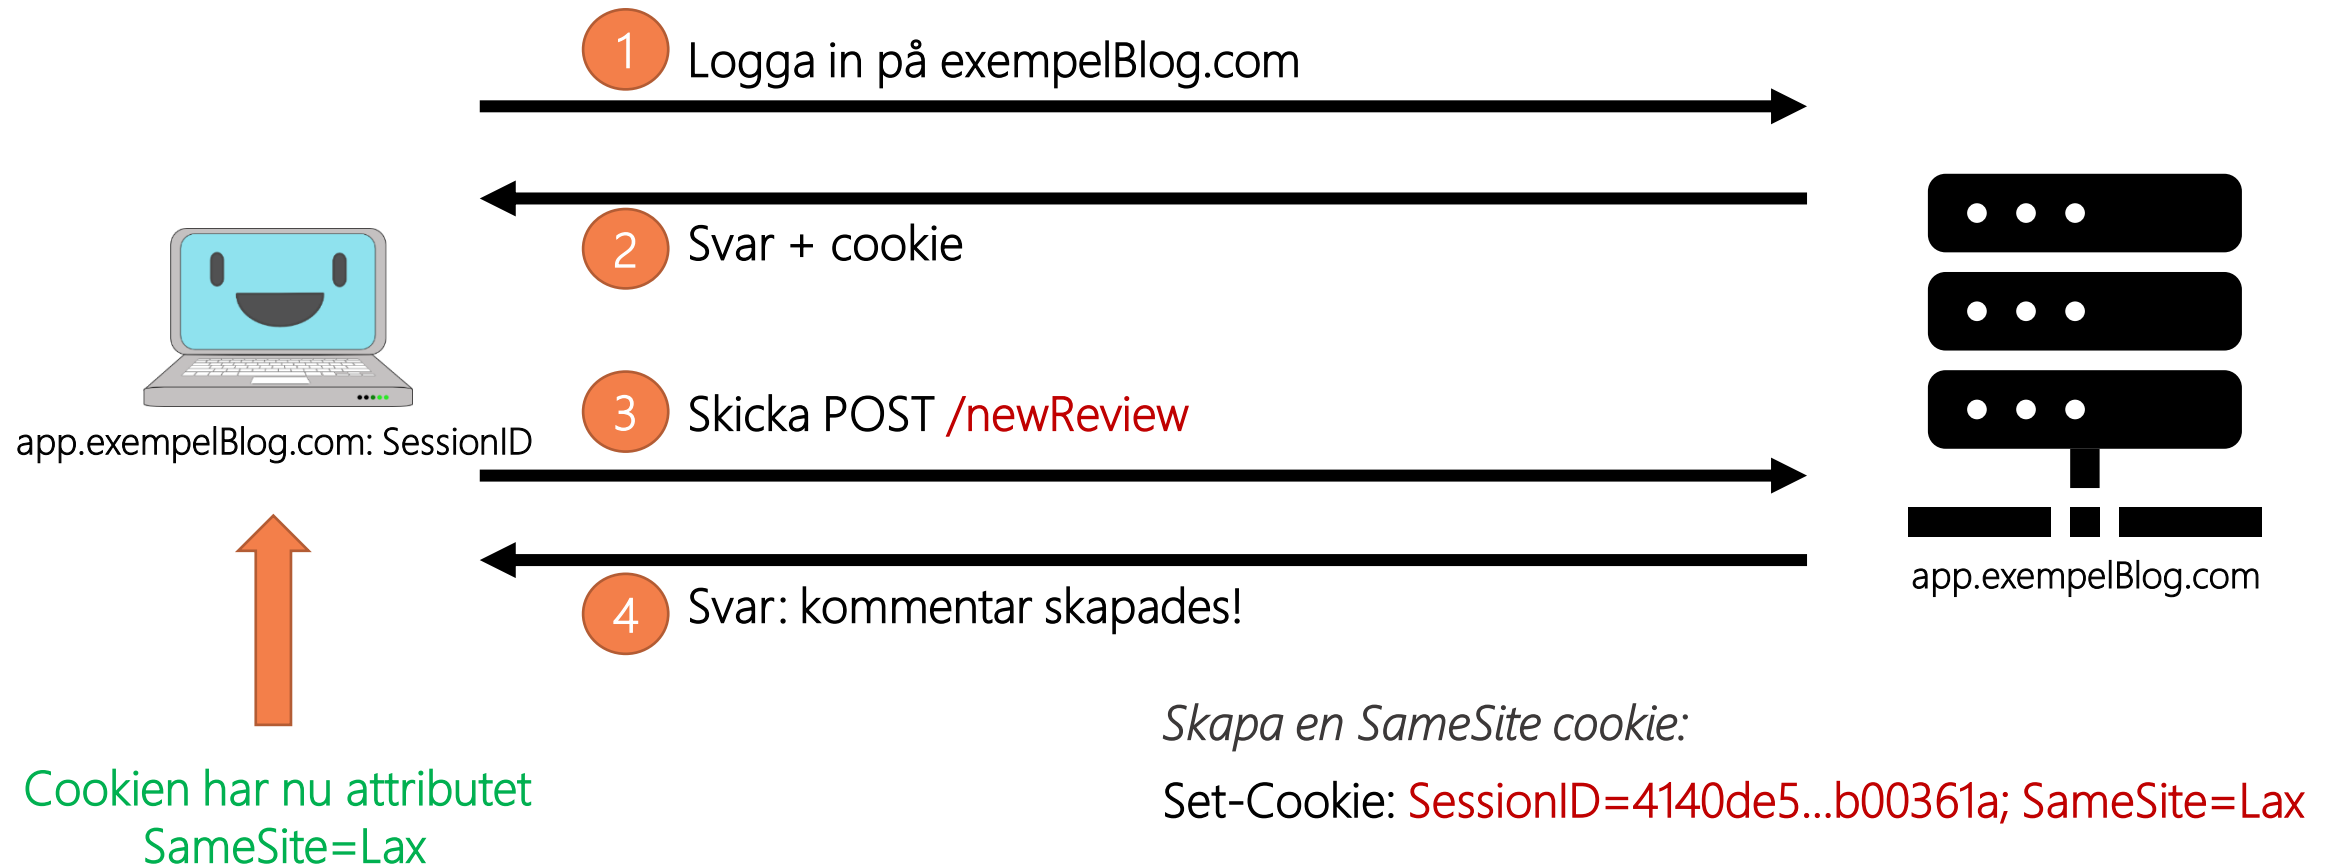 1
Logga in på exempelBlog.com
2
Svar + cookie
3
Skicka POST /newReview
app.exempelBlog.com: SessionID
4
Svar: kommentar skapades!
app.exempelBlog.com
Skapa en SameSite cookie:
Set-Cookie: SessionID=4140de5...b00361a; SameSite=Lax
Cookien har nu attributet
SameSite=Lax